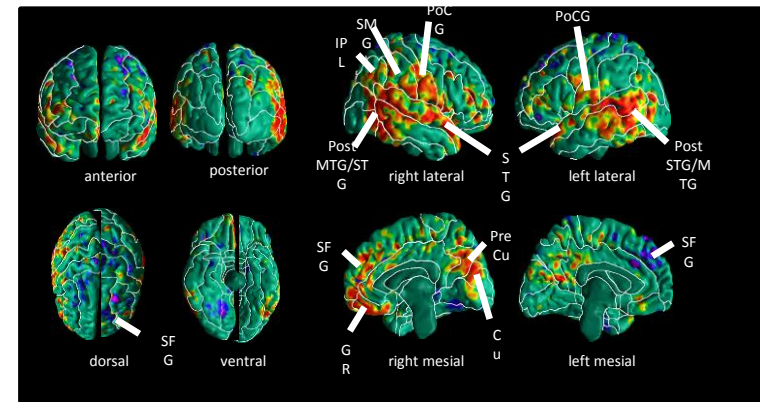 SM
G
PoC
G
IP
L
PoCG
Post
MTG/ST
G
S
T
G
Post
STG/M
TG
anterior
posterior
right lateral
left lateral
SF
G
Pre
Cu
SF
G
SF
G
G
R
C
u
dorsal
ventral
right mesial
left mesial